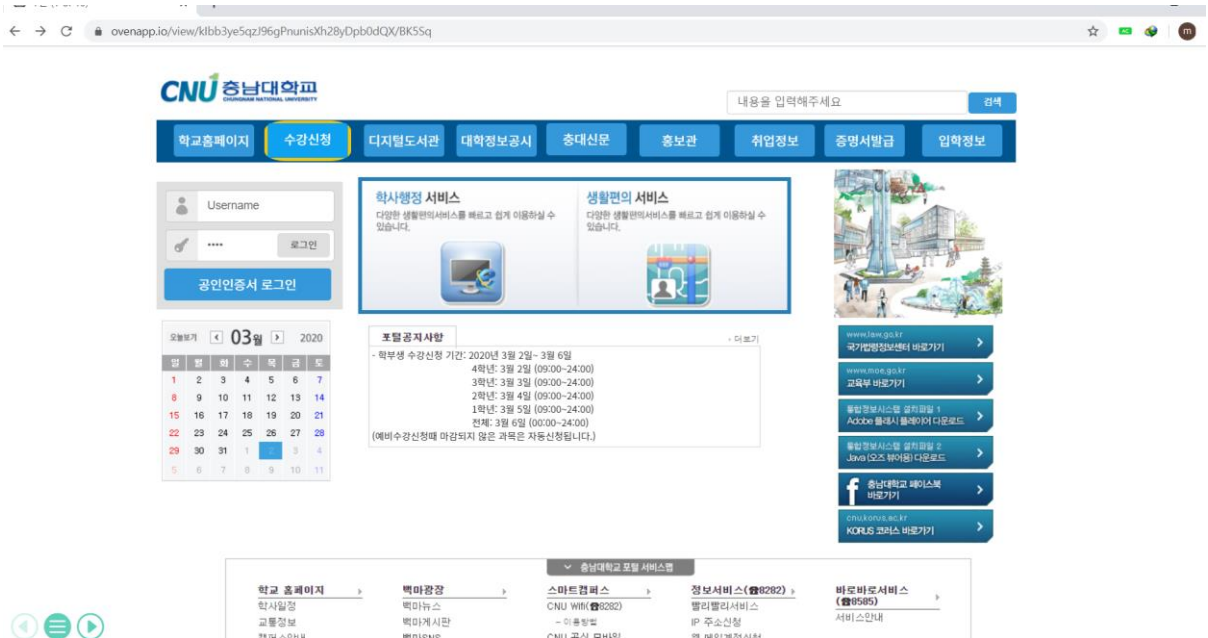 ovenapp.io/view/klbb3ye5qzJ96gPnunisXh28yDpb0dQX/BK5Sq
m
CNU 충남대학교
CHUNGNAM NATIONAL UNIVERSITY
내용을 입력해주세요
검색
학교홈페이지 수강신청 디지털도서관 대학정보공시 충대신문 홍보관 취업정보 증명서발급 입학정보
Username
로그인
공인인증서 로그인
학사행정 서비스
다양한 생활편의서비스를 빠르고 쉽게 이용하실 수
있습니다.
생활편의 서비스
다양한 생활편의서비스를 빠르고 쉽게 이용하실 수
있습니다.
오늘보기 < 03월 > 2020
일 월 화 수 목 금 토
1 2 3 4 5 6 7
8 9 10 11 12 13 14
15 16 17 18 19 20 21
22 23 24 25 26 27 28
29 30 31 1 2 3 4
5 6 7 8 9 10 11
포털공지사항
더보기
- 학부생 수강신청 기간: 2020년 3월 2일~ 3월 6일
4학년: 3월 2일 (09:00~24:00)
3학년: 3월 3일 (09:00~24:00)
2학년: 3월 4일 (09:00~24:00)
1학년: 3월 5일 (09:00~24:00)
전체: 3월 6일 (00:00~24:00)
(예비수강신청때 마감되지 않은 과목은 자동신청됩니다.)
www.law.go.kr
국가법령정보센터 바로가기
www.moe.go.kr
교육부 바로가기
통합정보시스템 설치파일 1
Adobe 플래시 플레이어 다운로드
통합정보시스템 설치파일 2
Java (오즈 뷰어용) 다운로드
충남대학교 페이스북
바로가기
cnu.korus.ac.kr
KORUS 코러스 바로가기
충남대학교 포털 서비스맵
학교 홈페이지
학사일정
교통정보
캠퍼스안내
백마광장
백마뉴스
백마게시판
백마SNS
스마트캠퍼스
CNU Wifi(☎8282)
- 이용방법
CNU 공식 모바일
정보서비스(☎8282)
빨리빨리서비스
IP 주소신청
웹 메일계정신청
바로바로서비스
(☎8585)
서비스안내